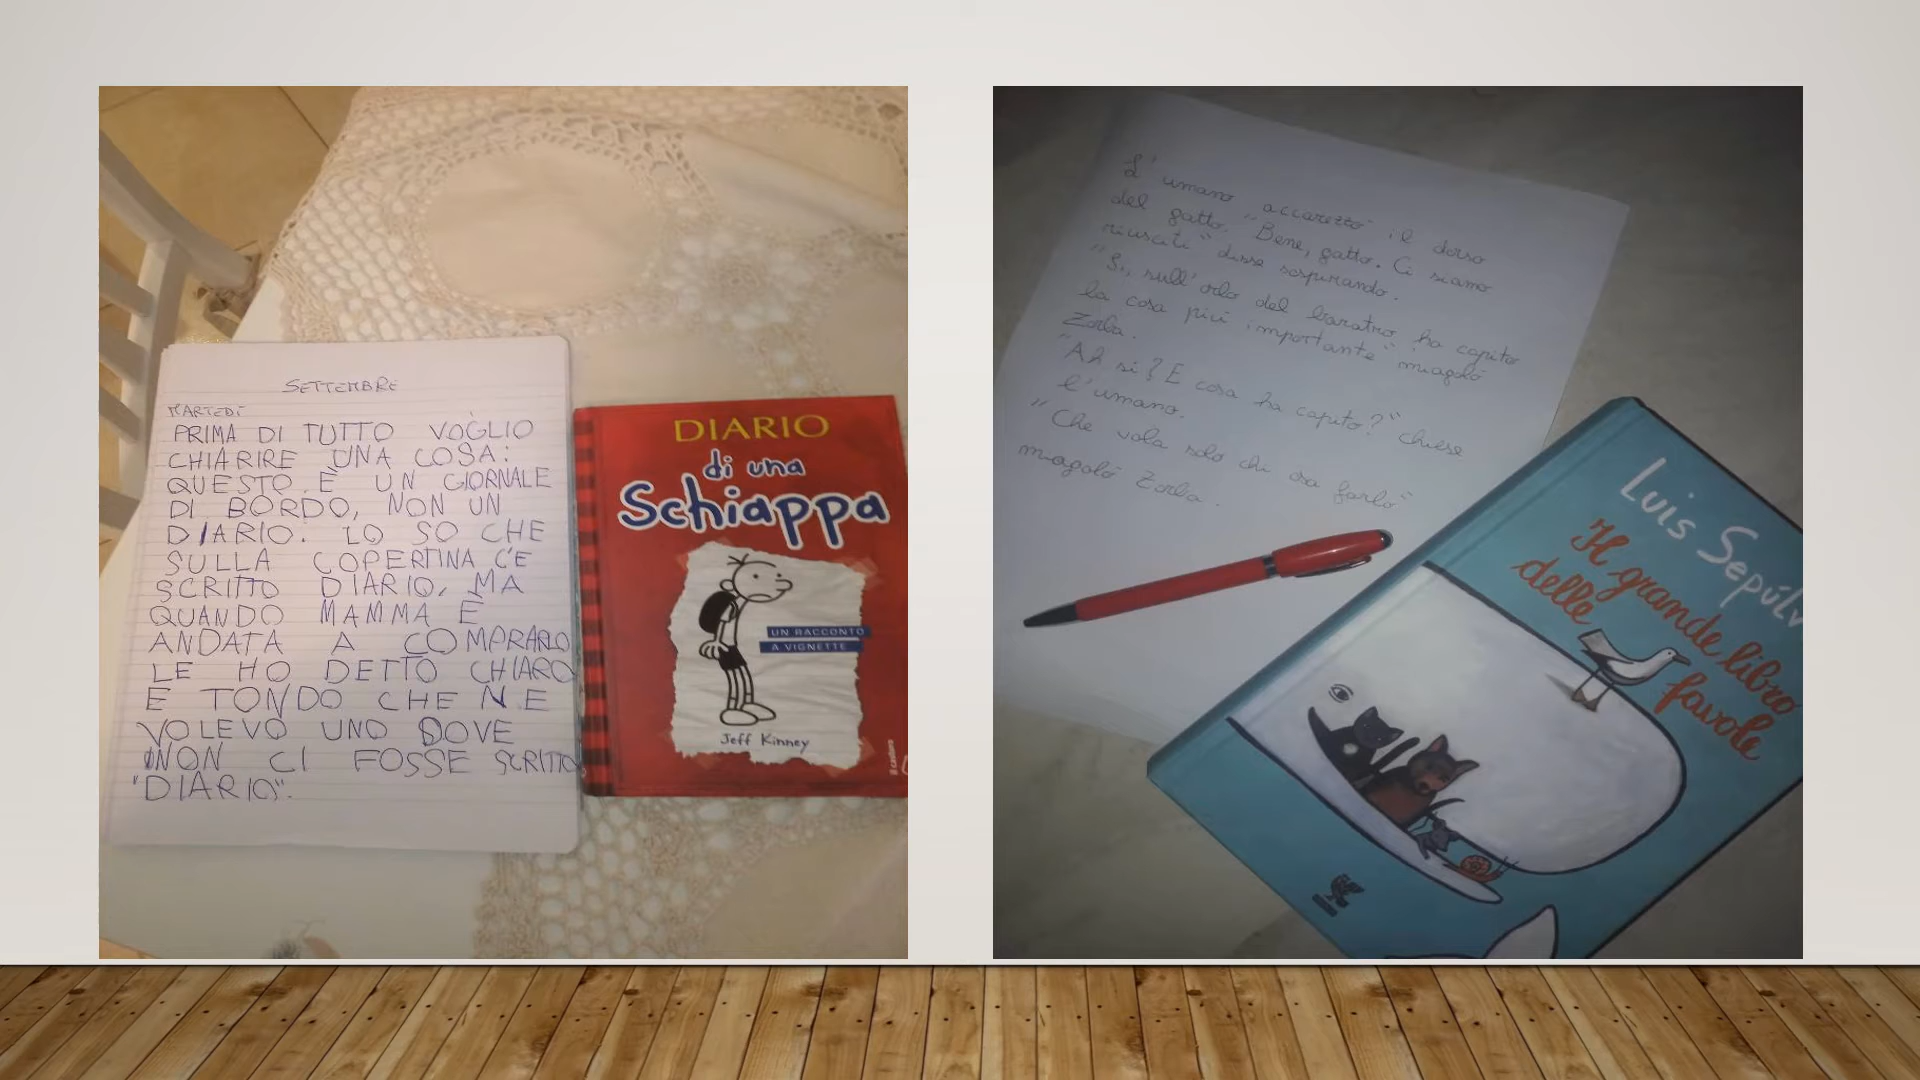 SETTEMBRE
MARTEDÌ
PRIMA DI TUTTO VOGLIO
CHIARIRE UNA COSA:
QUESTO È UN GIORNALE
DI BORDO, NON UN
DIARIO. LO SO CHE
SULLA COPERTINA C'È
SCRITTO DIARIO, MA
QUANDO MAMMA È
ANDATA A COMPRARLO
LE HO DETTO CHIARO
E TONDO CHE NE
VOLEVO UNO DOVE
NON CI FOSSE SCRITTO
"DIARIO".
DIARIO
di una
Schiappa
UN RACCONTO
A VIGNETTE
Jeff Kinney
L'umano accarezzò il dorso
del gatto. "Bene, gatto. Ci siamo
riusciti" disse sospirando.
"Sì, sull'orlo del baratro ha capito
la cosa più importante" miagolò
Zorba.
"Ah sì? E cosa ha capito?" chiese
l'umano.
"Che vola solo chi osa farlo"
miagolò Zorba.
Luis Sepúlv
Il grande libro
delle favole